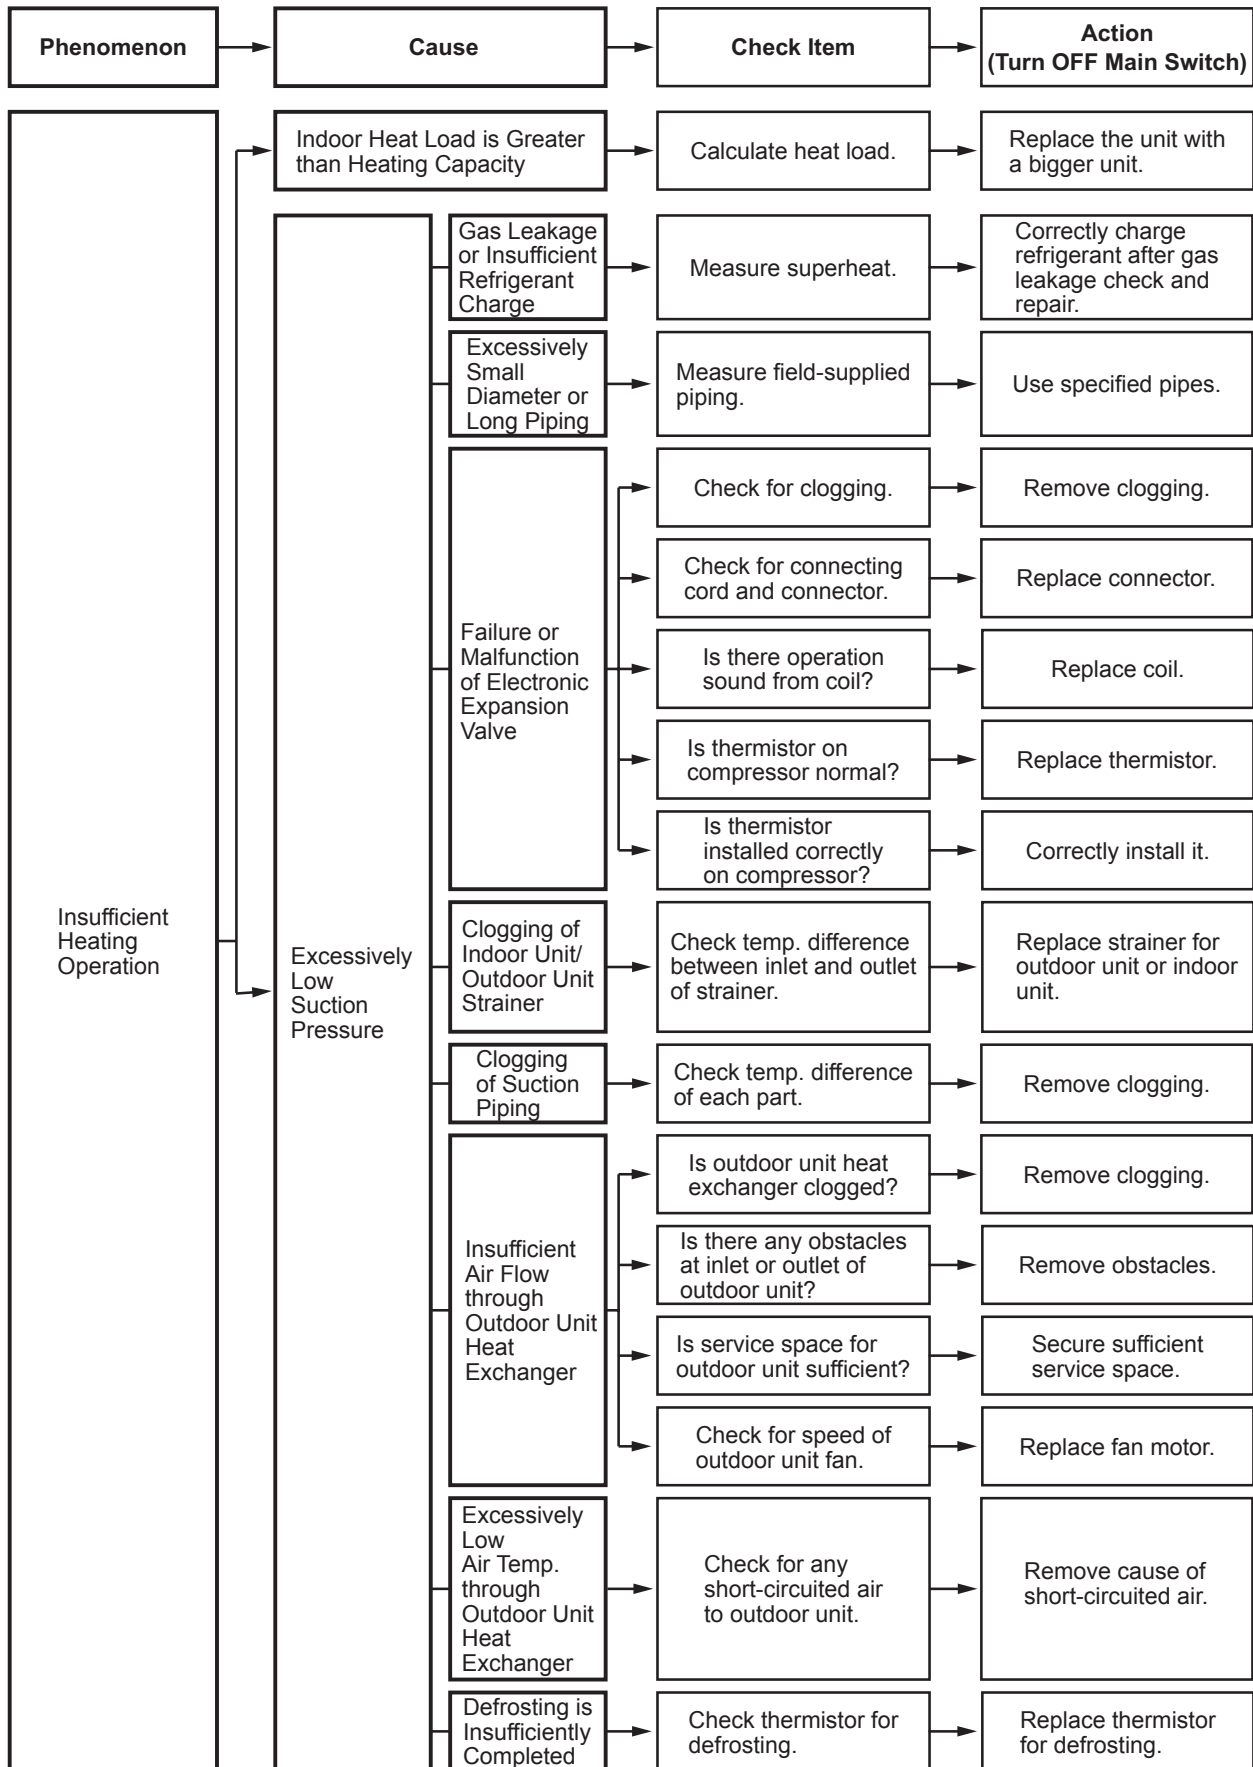 Phenomenon
Cause
Check Item
Action
(Turn OFF Main Switch)
Insufficient
Heating
Operation
Indoor Heat Load is Greater
than Heating Capacity
Calculate heat load.
Replace the unit with
a bigger unit.
Excessively
Low
Suction
Pressure
Gas Leakage
or Insufficient
Refrigerant
Charge
Measure superheat.
Correctly charge
refrigerant after gas
leakage check and
repair.
Excessively
Small
Diameter or
Long Piping
Measure field-supplied
piping.
Use specified pipes.
Failure or
Malfunction
of Electronic
Expansion
Valve
Check for clogging.
Remove clogging.
Check for connecting
cord and connector.
Replace connector.
Is there operation
sound from coil?
Replace coil.
Is thermistor on
compressor normal?
Replace thermistor.
Is thermistor
installed correctly
on compressor?
Correctly install it.
Clogging of
Indoor Unit/
Outdoor Unit
Strainer
Check temp. difference
between inlet and outlet
of strainer.
Replace strainer for
outdoor unit or indoor
unit.
Clogging
of Suction
Piping
Check temp. difference
of each part.
Remove clogging.
Insufficient
Air Flow
through
Outdoor Unit
Heat
Exchanger
Is outdoor unit heat
exchanger clogged?
Remove clogging.
Is there any obstacles
at inlet or outlet of
outdoor unit?
Remove obstacles.
Is service space for
outdoor unit sufficient?
Secure sufficient
service space.
Check for speed of
outdoor unit fan.
Replace fan motor.
Excessively
Low
Air Temp.
through
Outdoor Unit
Heat
Exchanger
Check for any
short-circuited air
to outdoor unit.
Remove cause of
short-circuited air.
Defrosting is
Insufficiently
Completed
Check thermistor for
defrosting.
Replace thermistor
for defrosting.